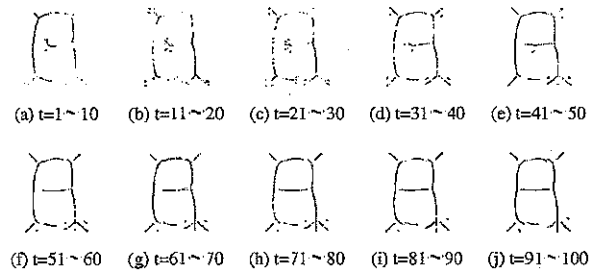 (a) t=1~10 (b) t=11~20 (c) t=21~30 (d) t=31~40 (e) t=41~50
(f) t=51~60 (g) t=61~70 (h) t=71~80 (i) t=81~90 (j) t=91~100